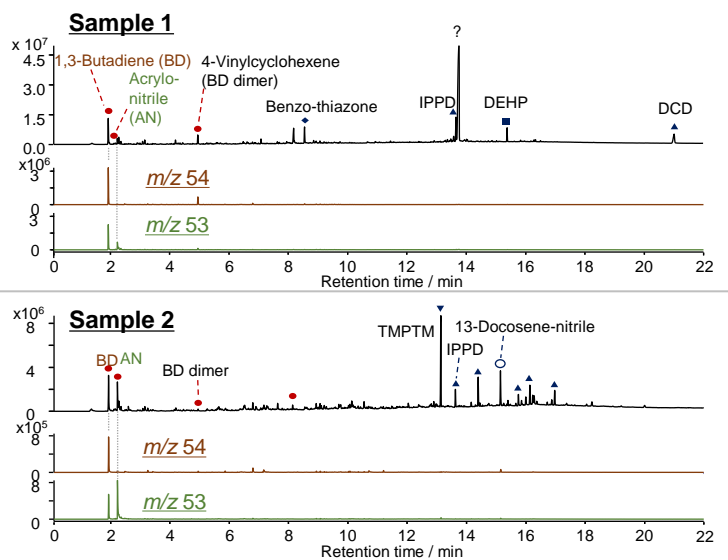 Sample 1
x 10⁷
?
1,3-Butadiene (BD)
4-Vinylcyclohexene
(BD dimer)
Acrylo-
nitrile
(AN)
Benzo-thiazone
IPPD
DEHP
DCD
4.5
3.0
1.5
0.0
x10⁶
3
0
m/z 54
3
0
m/z 53
0 2 4 6 8 10 12 14 16 18 20 22
Retention time / min
Sample 2
x 10⁶
8
4
0
BD AN
BD dimer
TMPTM
IPPD
13-Docosene-nitrile
x 10⁵
8
0
m/z 54
8
0
m/z 53
0 2 4 6 8 10 12 14 16 18 20 22
Retention time / min